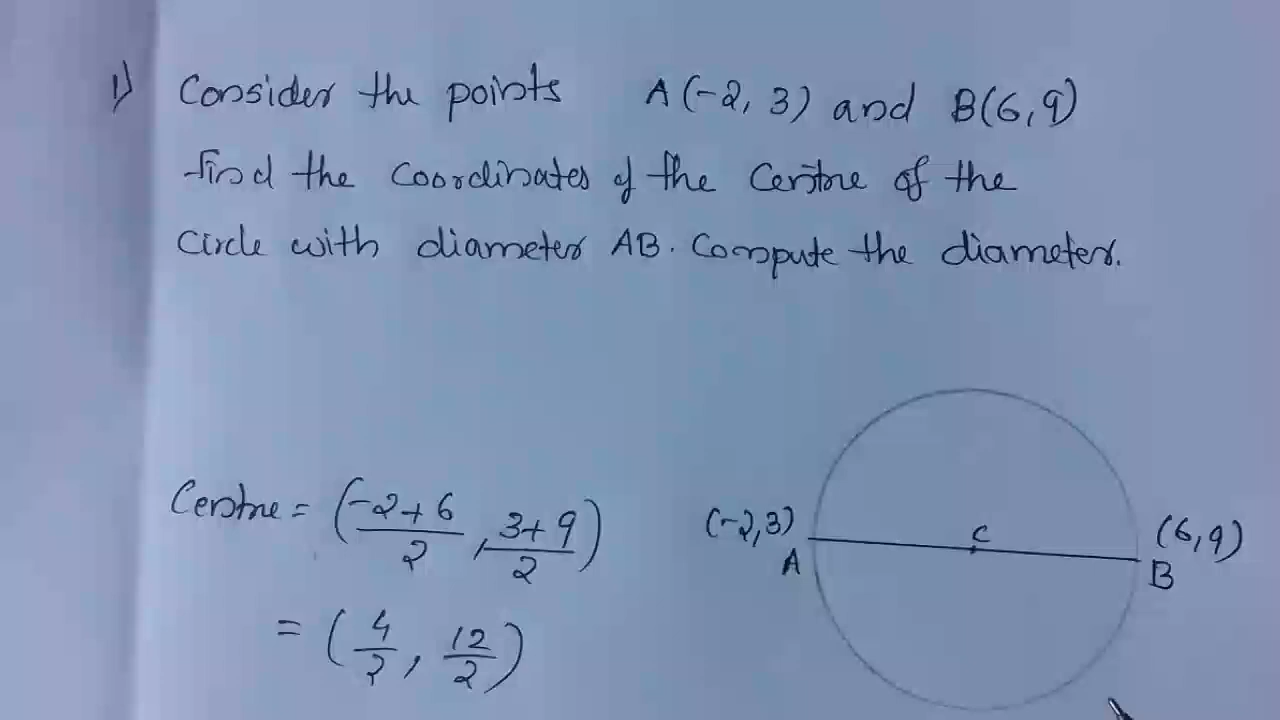 1) Consider the points A(-2, 3) and B(6, 9)
find the coordinates of the centre of the
circle with diameter AB. Compute the diameter.
Centre = (-2+6/2, 3+9/2)
= (4/2, 12/2)
(-2,3)
A
C
(6,9)
B